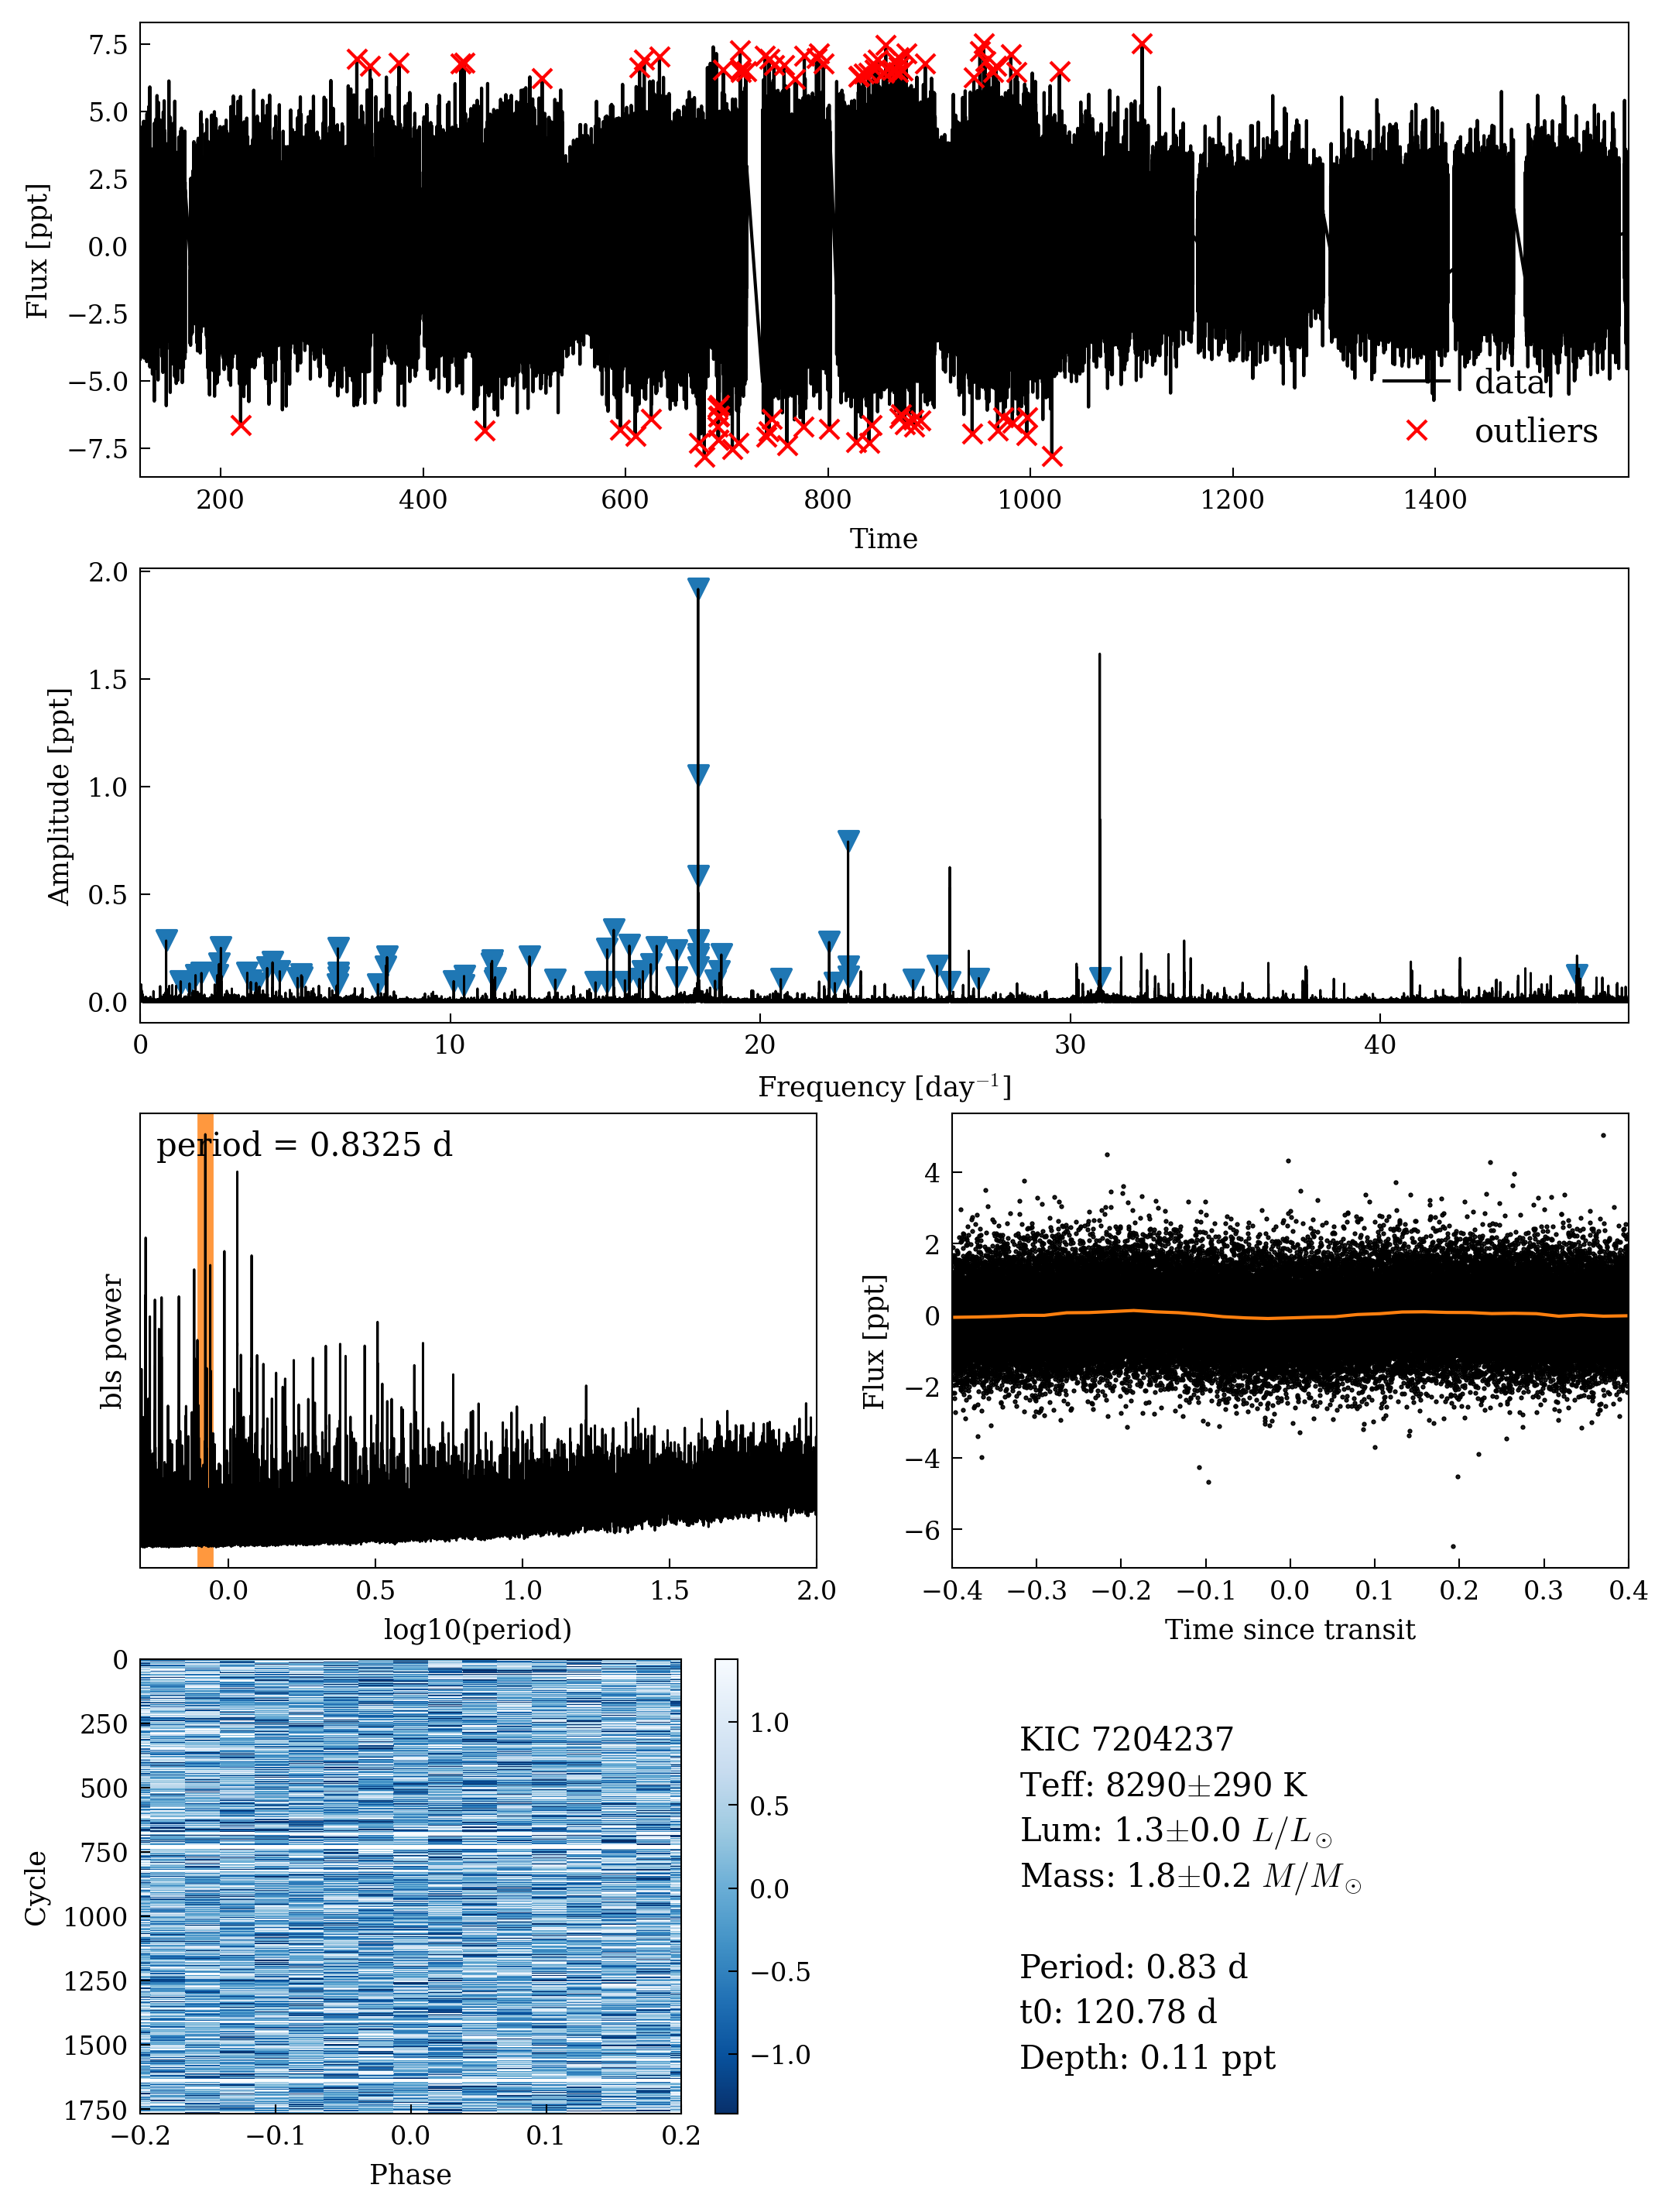 7.5
5.0
2.5
0.0
−2.5
−5.0
−7.5
Flux [ppt]
data
outliers
200 400 600 800 1000 1200 1400
Time
2.0
1.5
1.0
0.5
0.0
Amplitude [ppt]
0 10 20 30 40
Frequency [day⁻¹]
period = 0.8325 d
bls power
0.0 0.5 1.0 1.5 2.0
log10(period)
4
2
0
−2
−4
−6
Flux [ppt]
−0.4 −0.3 −0.2 −0.1 0.0 0.1 0.2 0.3 0.4
Time since transit
0
250
500
750
1000
1250
1500
1750
Cycle
−0.2 −0.1 0.0 0.1 0.2
Phase
1.0
0.5
0.0
−0.5
−1.0
KIC 7204237
Teff: 8290±290 K
Lum: 1.3±0.0 L/L☉
Mass: 1.8±0.2 M/M☉
Period: 0.83 d
t0: 120.78 d
Depth: 0.11 ppt